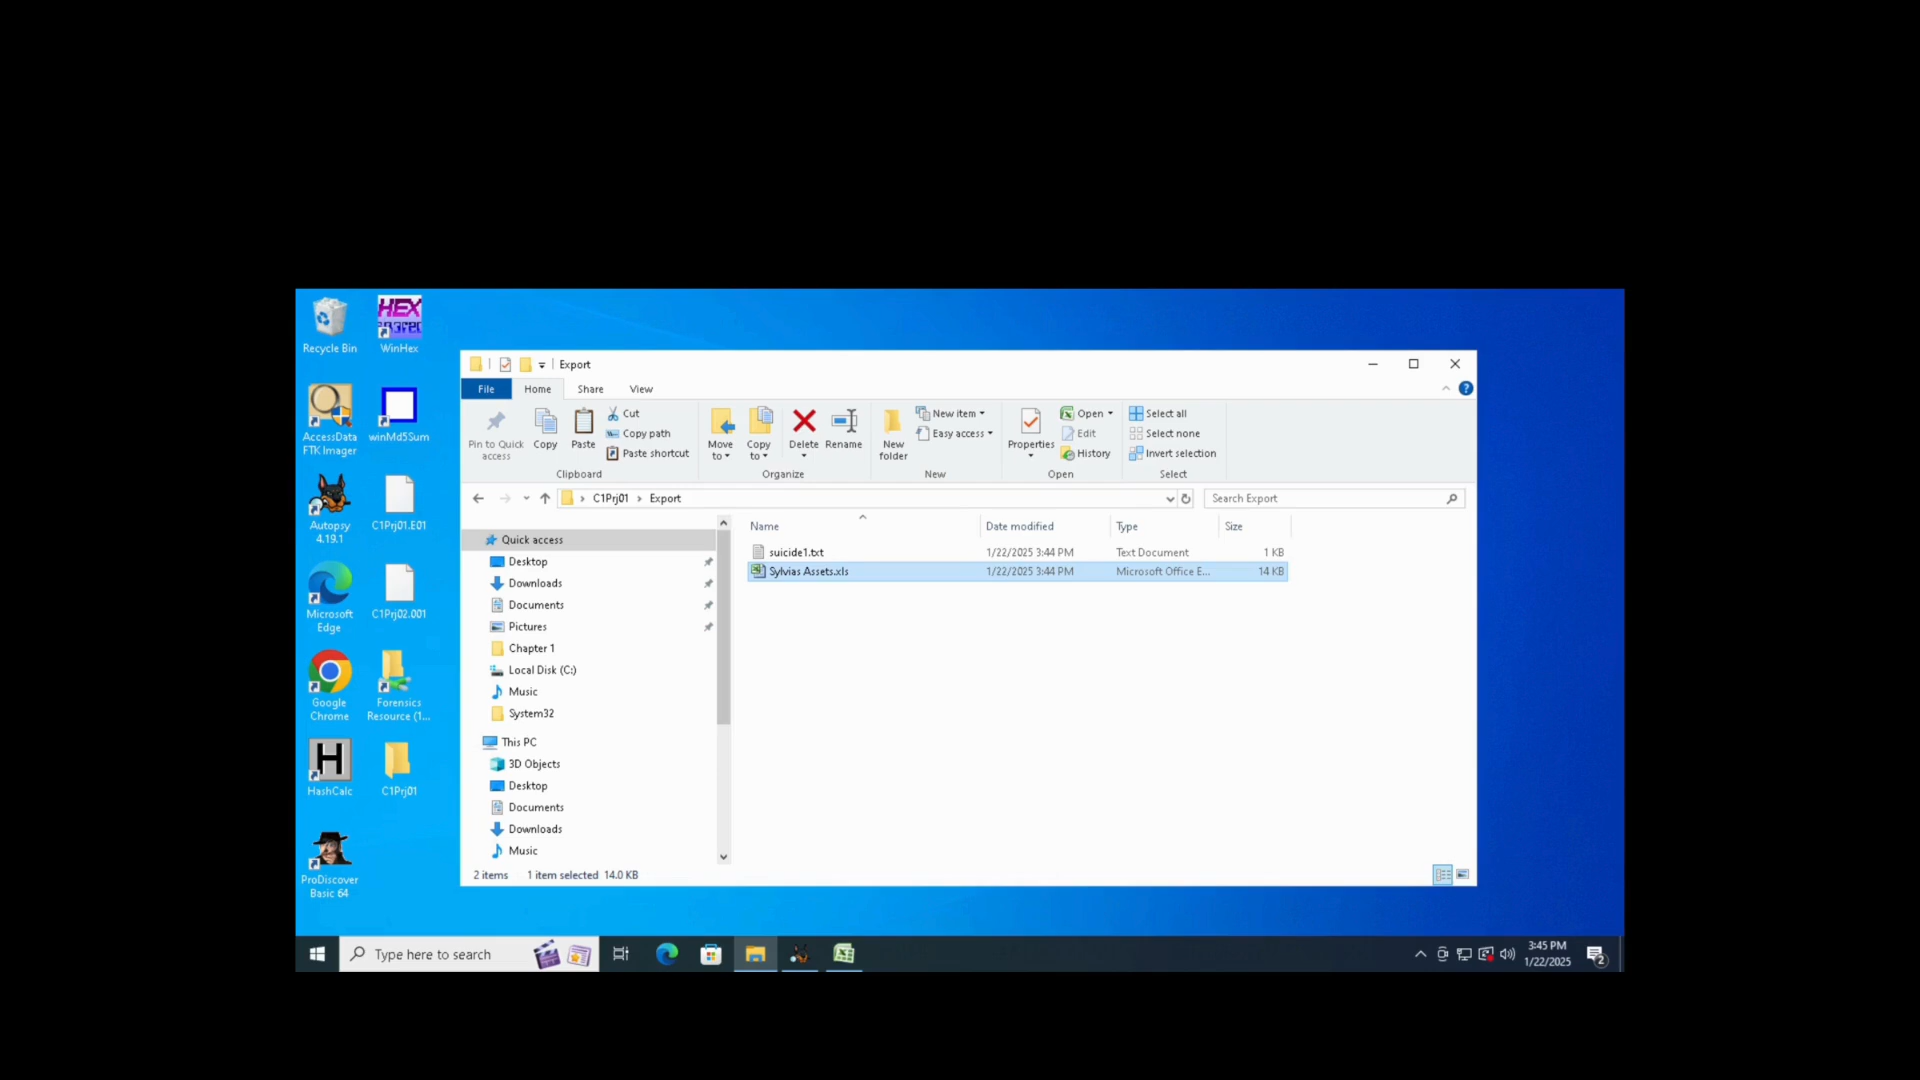 Recycle Bin
WinHex
AccessData
FTK Imager
winMd5Sum
Autopsy
4.19.1
C1Prj01.E01
Microsoft
Edge
C1Prj02.001
Google
Chrome
Forensics
Resource (1...
HashCalc
C1Prj01
ProDiscover
Basic 64
Export
File Home Share View
Pin to Quick
access
Copy
Paste
Cut
Copy path
Paste shortcut
Clipboard
Move
to
Copy
to
Delete
Rename
Organize
New
folder
New item
Easy access
New
Properties
Open
Edit
History
Open
Select all
Select none
Invert selection
Select
C1Prj01 > Export
Search Export
Quick access
Desktop
Downloads
Documents
Pictures
Chapter 1
Local Disk (C:)
Music
System32
This PC
3D Objects
Desktop
Documents
Downloads
Music
Name Date modified Type Size
suicide1.txt 1/22/2025 3:44 PM Text Document 1 KB
Sylvias Assets.xls 1/22/2025 3:44 PM Microsoft Office E... 14 KB
2 items 1 item selected 14.0 KB
Type here to search
3:45 PM
1/22/2025
2